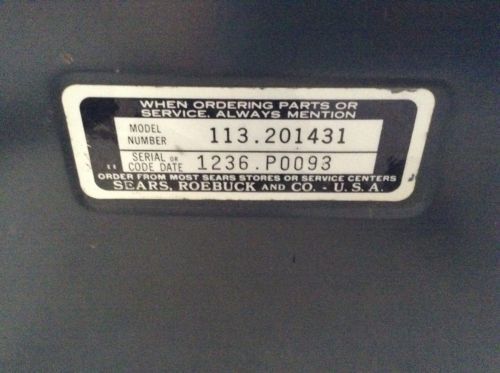 WHEN ORDERING PARTS OR
SERVICE, ALWAYS MENTION
MODEL
NUMBER 113.201431
SERIAL OR
CODE DATE 1236.P0093
ORDER FROM MOST SEARS STORES OR SERVICE CENTERS
SEARS, ROEBUCK AND CO. - U.S.A.